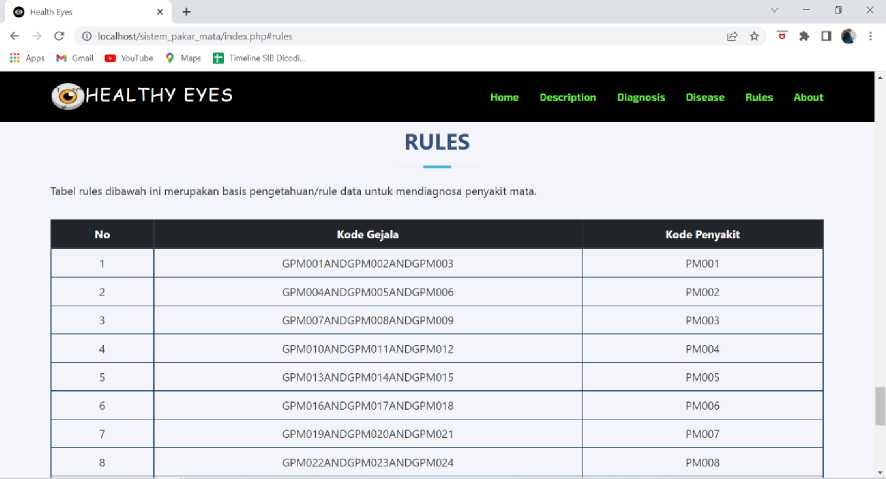 Health Eyes
localhost/sistem_pakar_mata/index.php#rules
Apps Gmail YouTube Maps Timeline SIB Dicodi...
HEALTHY EYES Home Description Diagnosis Disease Rules About
RULES
Tabel rules dibawah ini merupakan basis pengetahuan/rule data untuk mendiagnosa penyakit mata.
No Kode Gejala Kode Penyakit
1 GPM001ANDGPM002ANDGPM003 PM001
2 GPM004ANDGPM005ANDGPM006 PM002
3 GPM007ANDGPM008ANDGPM009 PM003
4 GPM010ANDGPM011ANDGPM012 PM004
5 GPM013ANDGPM014ANDGPM015 PM005
6 GPM016ANDGPM017ANDGPM018 PM006
7 GPM019ANDGPM020ANDGPM021 PM007
8 GPM022ANDGPM023ANDGPM024 PM008